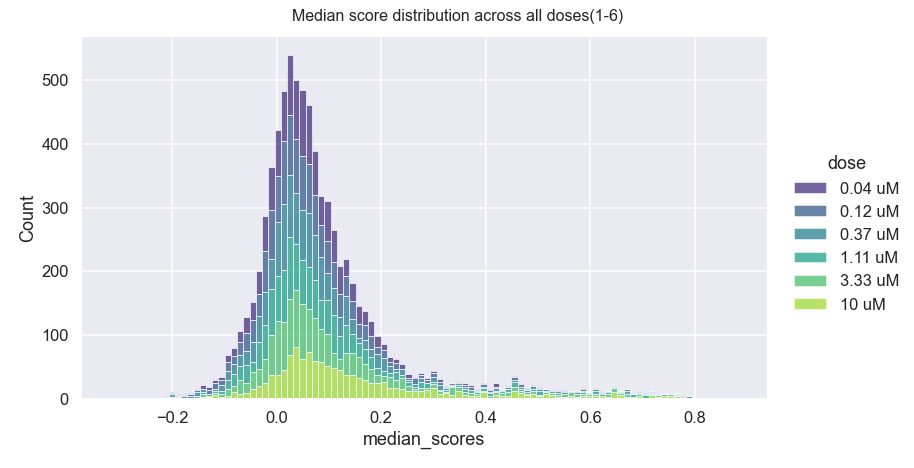 Median score distribution across all doses(1-6)
500
400
300
200
100
0
Count
−0.2
0.0
0.2
0.4
0.6
0.8
median_scores
dose
0.04 uM
0.12 uM
0.37 uM
1.11 uM
3.33 uM
10 uM